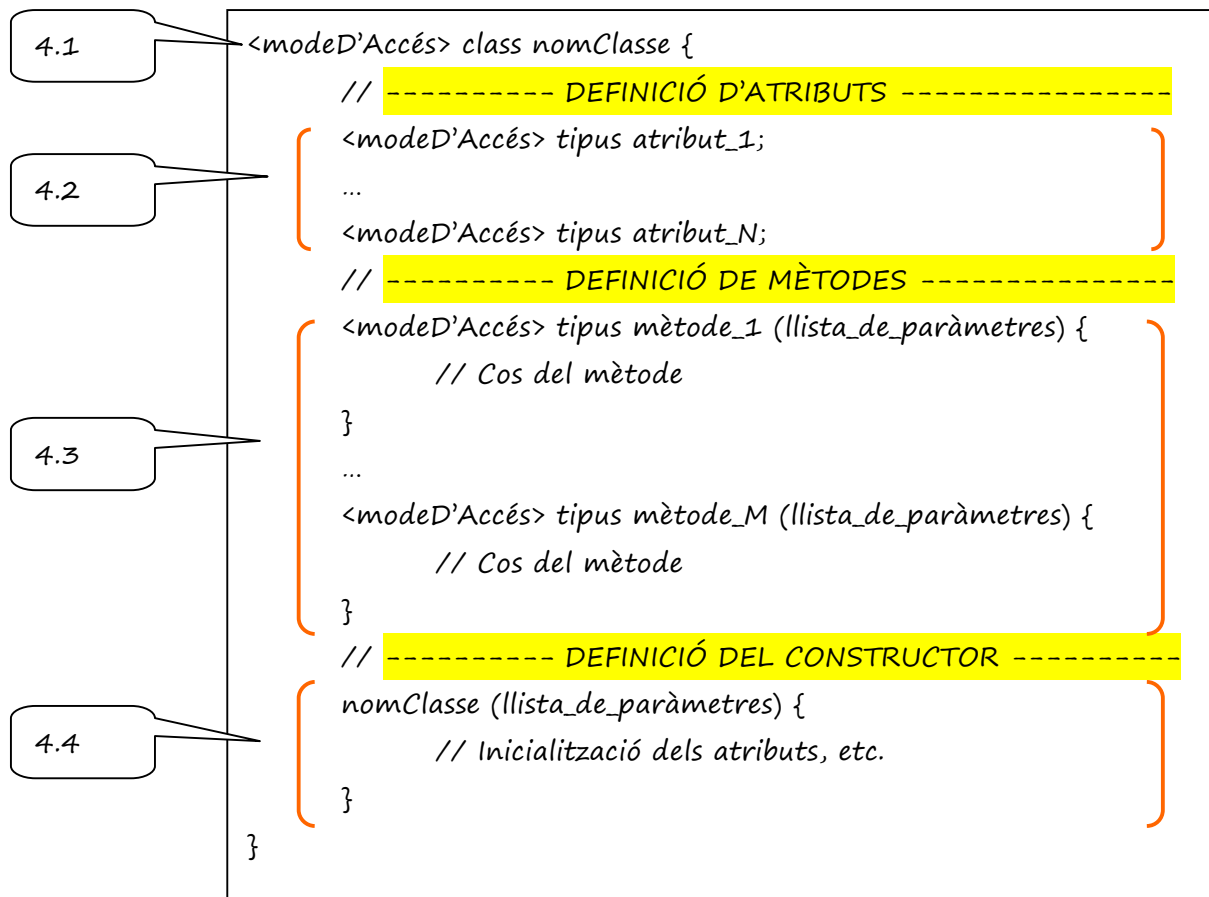 4.1
<modeD'Accés> class nomClasse {
// ---------- DEFINICIÓ D'ATRIBUTS ----------------
<modeD'Accés> tipus atribut_1;
4.2
...
<modeD'Accés> tipus atribut_N;
// ---------- DEFINICIÓ DE MÈTODES ---------------
<modeD'Accés> tipus mètode_1 (llista_de_paràmetres) {
// Cos del mètode
}
4.3
...
<modeD'Accés> tipus mètode_M (llista_de_paràmetres) {
// Cos del mètode
}
// ---------- DEFINICIÓ DEL CONSTRUCTOR ----------
nomClasse (llista_de_paràmetres) {
4.4
// Inicialització dels atributs, etc.
}
}